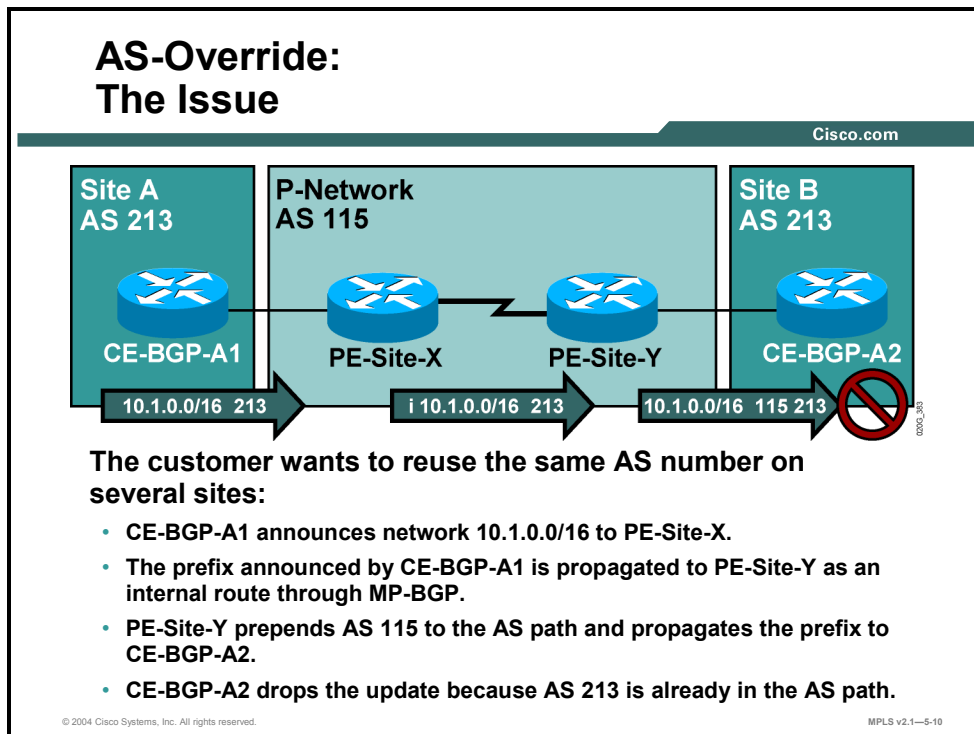 AS-Override:
The Issue
Cisco.com
Site A
AS 213
P-Network
AS 115
Site B
AS 213
CE-BGP-A1
PE-Site-X
PE-Site-Y
CE-BGP-A2
10.1.0.0/16 213
i 10.1.0.0/16 213
10.1.0.0/16 115 213
020G_383
The customer wants to reuse the same AS number on
several sites:
• CE-BGP-A1 announces network 10.1.0.0/16 to PE-Site-X.
• The prefix announced by CE-BGP-A1 is propagated to PE-Site-Y as an
internal route through MP-BGP.
• PE-Site-Y prepends AS 115 to the AS path and propagates the prefix to
CE-BGP-A2.
• CE-BGP-A2 drops the update because AS 213 is already in the AS path.
© 2004 Cisco Systems, Inc. All rights reserved.
MPLS v2.1—5-10